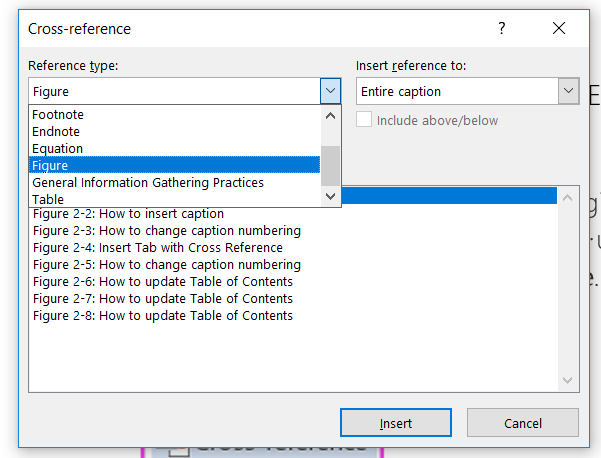 Cross-reference
?
Reference type:
Insert reference to:
Figure
Entire caption
Include above/below
Footnote
Endnote
Equation
Figure
General Information Gathering Practices
Table
Figure 2-2: How to insert caption
Figure 2-3: How to change caption numbering
Figure 2-4: Insert Tab with Cross Reference
Figure 2-5: How to change caption numbering
Figure 2-6: How to update Table of Contents
Figure 2-7: How to update Table of Contents
Figure 2-8: How to update Table of Contents
Insert
Cancel
Cross-reference